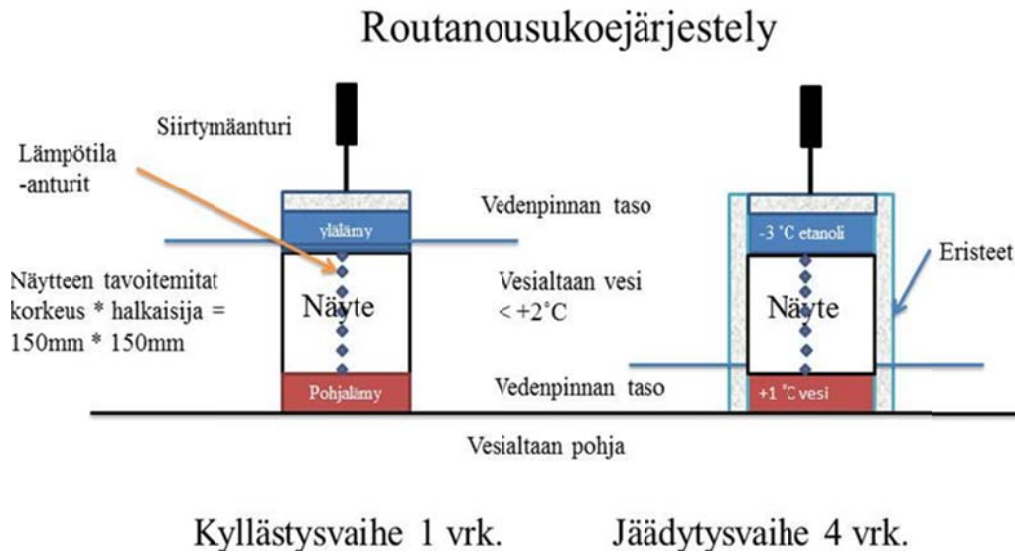 Routanousukoejärjestely
Siirtymäanturi
Lämpötila
-anturit
Vedenpinnan taso
ylälämy
-3 °C etanoli
Eristeet
Näytteen tavoitemitat
korkeus * halkaisija =
150mm * 150mm
Näyte
Vesialtaan vesi
< +2°C
Näyte
Pohjalämy
Vedenpinnan taso
+1 °C vesi
Vesialtaan pohja
Kyllästysvaihe 1 vrk.
Jäädytysvaihe 4 vrk.